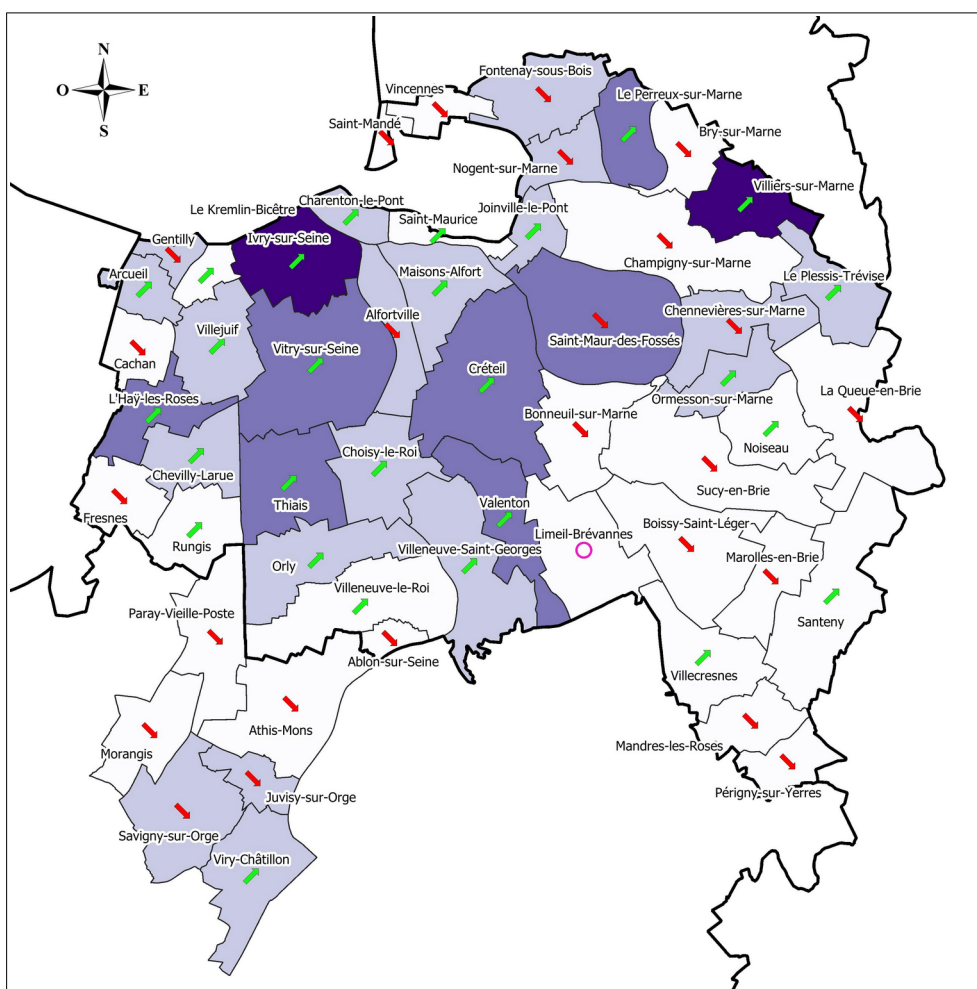 N
O
E
S
Vincennes
Fontenay-sous-Bois
Le Perreux-sur-Marne
Saint-Mandé
Bry-sur-Marne
Nogent-sur-Marne
Villiers-sur-Marne
Le Kremlin-Bicêtre
Charenton-le-Pont
Saint-Maurice
Joinville-le-Pont
Ivry-sur-Seine
Gentilly
Champigny-sur-Marne
Arcueil
Maisons-Alfort
Le Plessis-Trévise
Villejuif
Alfortville
Chennevières-sur-Marne
Vitry-sur-Seine
Saint-Maur-des-Fossés
Cachan
Créteil
L'Haÿ-les-Roses
Ormesson-sur-Marne
La Queue-en-Brie
Bonneuil-sur-Marne
Noiseau
Choisy-le-Roi
Chevilly-Larue
Sucy-en-Brie
Thiais
Valenton
Fresnes
Rungis
Boissy-Saint-Léger
Limeil-Brévannes
Villeneuve-Saint-Georges
Marolles-en-Brie
Orly
Villeneuve-le-Roi
Paray-Vieille-Poste
Santeny
Ablon-sur-Seine
Villecresnes
Athis-Mons
Mandres-les-Roses
Morangis
Périgny-sur-Yerres
Juvisy-sur-Orge
Savigny-sur-Orge
Viry-Châtillon